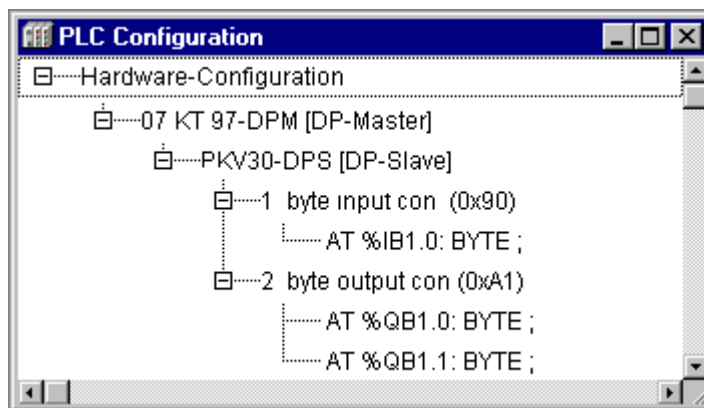 PLC Configuration
Hardware-Configuration
07 KT 97-DPM [DP-Master]
PKV30-DPS [DP-Slave]
1 byte input con (0x90)
AT %IB1.0: BYTE ;
2 byte output con (0xA1)
AT %QB1.0: BYTE ;
AT %QB1.1: BYTE ;